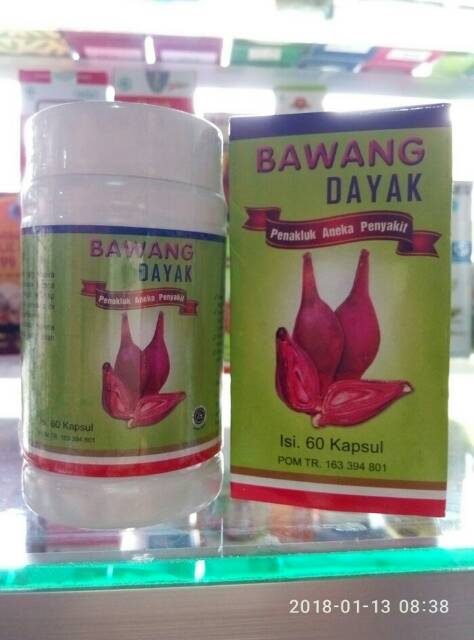 BAWANG
DAYAK
Penakluk Aneka Penyakit
Isi. 60 Kapsul
POM TR. 163 394 801
BAWANG
DAYAK
Penakluk Aneka Penyakit
Isi. 60 Kapsul
POM TR. 163 394 801
2018-01-13 08:38